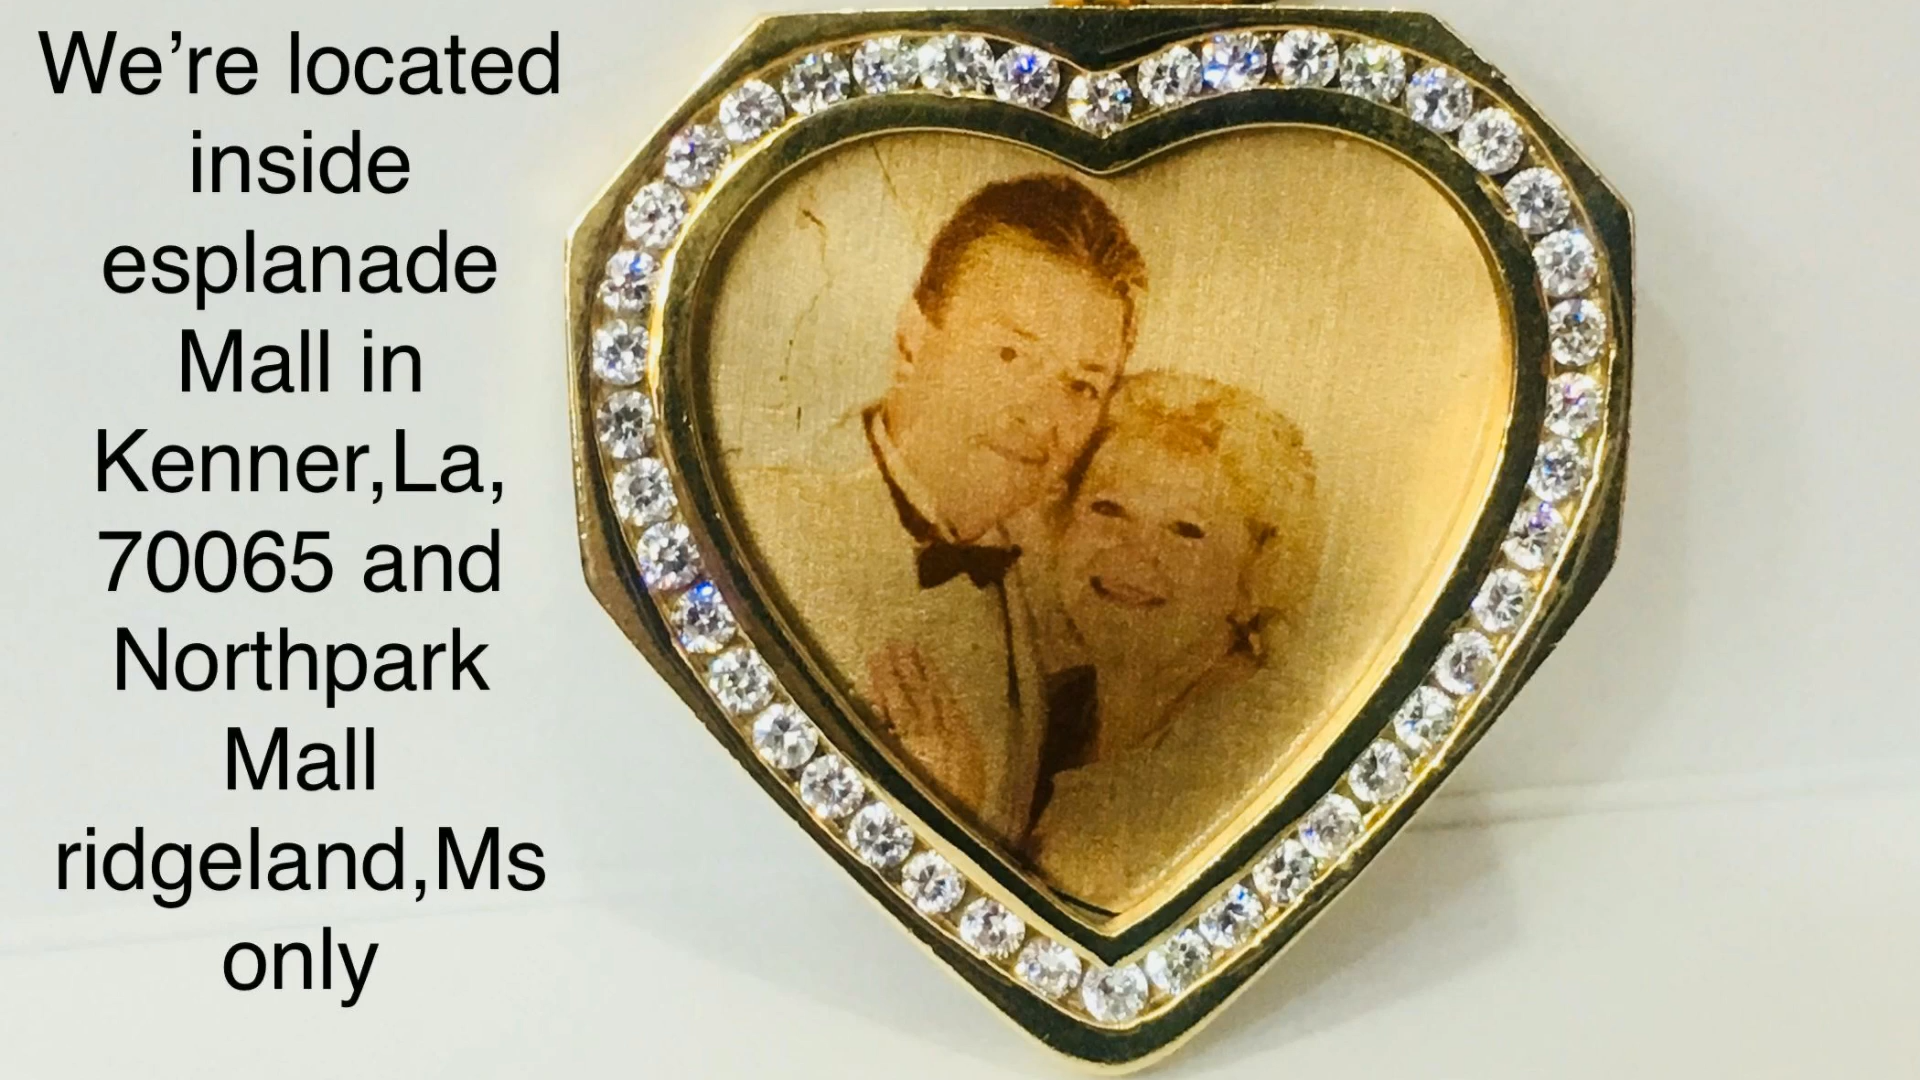 We’re located
inside
esplanade
Mall in
Kenner,La,
70065 and
Northpark
Mall
ridgeland,Ms
only